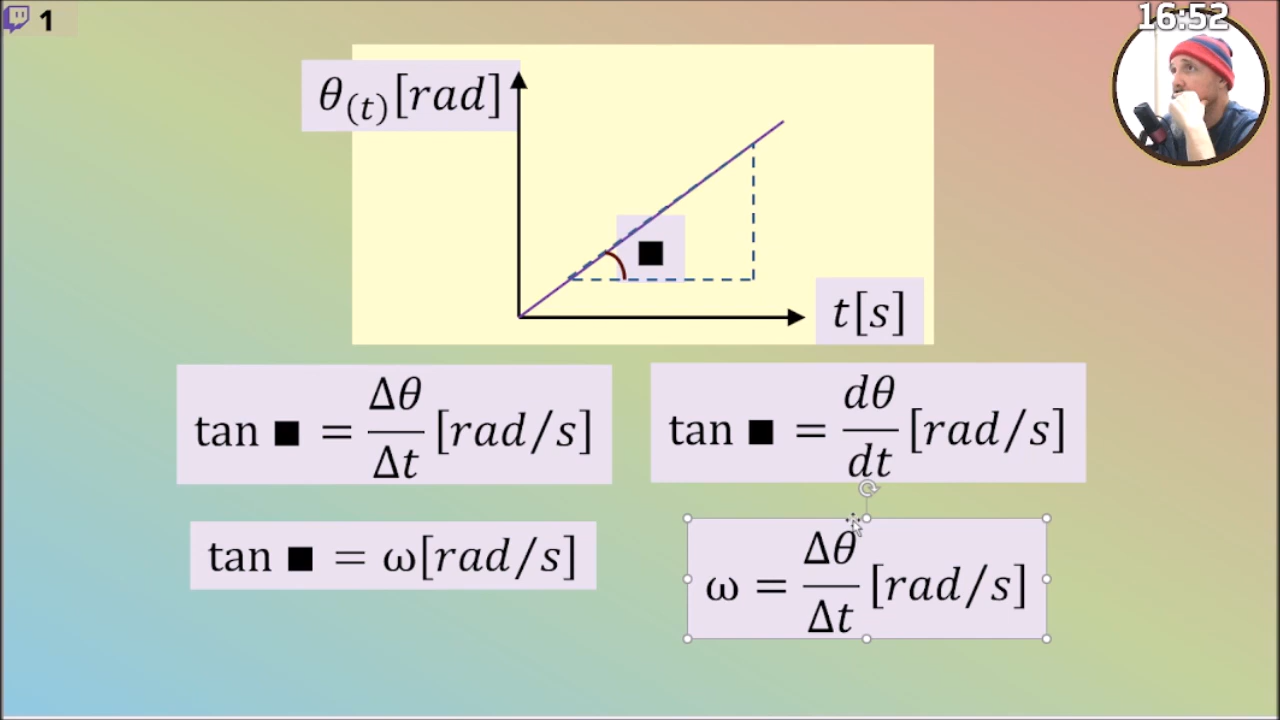 1
16:52
θ(t)[rad]
■
t[s]
tan ■ = Δθ/Δt [rad/s]
tan ■ = dθ/dt [rad/s]
tan ■ = ω[rad/s]
ω = Δθ/Δt [rad/s]